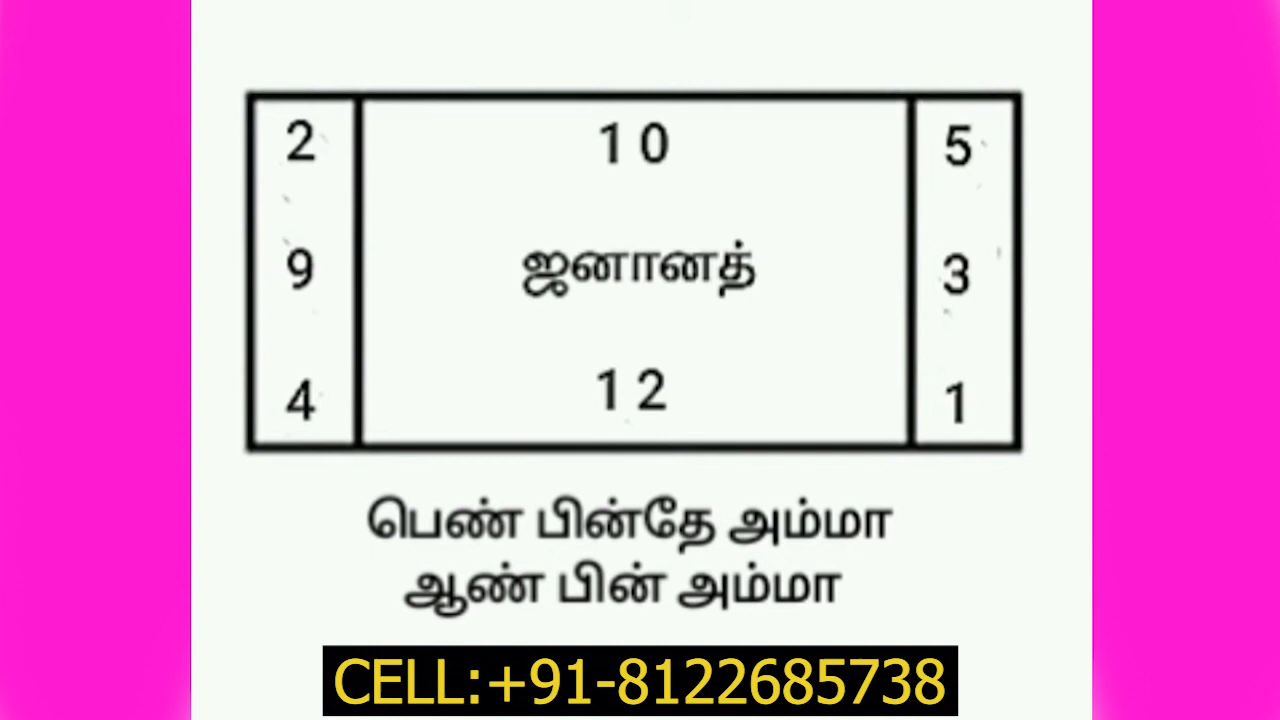 2 10 5
9 ஜனானத் 3
4 12 1
பெண் பின்தே அம்மா
ஆண் பின் அம்மா
CELL:+91-8122685738